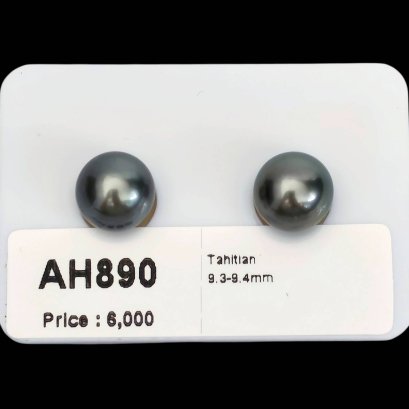 AH890
Price : 6,000
Tahitian
9.3-9.4mm